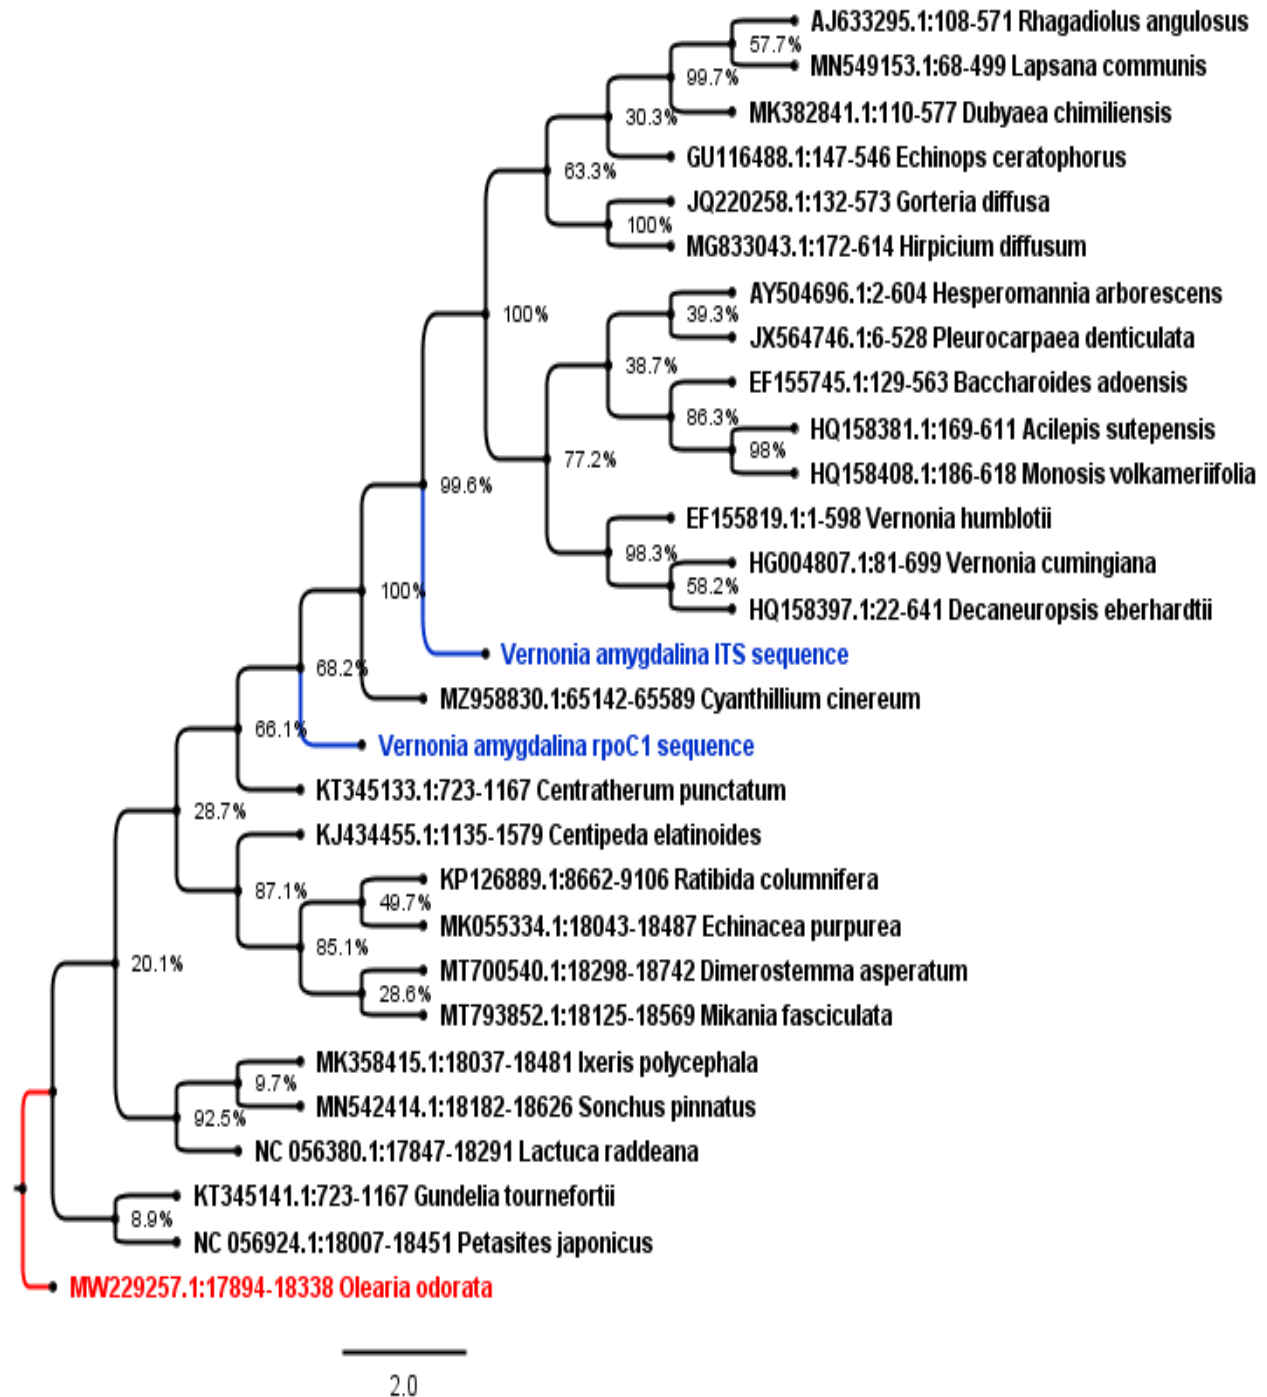 AJ633295.1:108-571 Rhagadiolus angulosus
57.7%
MN549153.1:68-499 Lapsana communis
99.7%
MK382841.1:110-577 Dubyaea chimiliensis
30.3%
GU116488.1:147-546 Echinops ceratophorus
63.3%
JQ220258.1:132-573 Gorteria diffusa
100%
MG833043.1:172-614 Hirpicium diffusum
AY504696.1:2-604 Hesperomannia arborescens
100%
39.3%
JX564746.1:6-528 Pleurocarpaea denticulata
38.7%
EF155745.1:129-563 Baccharoides adoensis
86.3%
HQ158381.1:169-611 Acilepis sutepensis
98%
77.2%
HQ158408.1:186-618 Monosis volkameriifolia
99.6%
EF155819.1:1-598 Vernonia humblotii
98.3%
HG004807.1:81-699 Vernonia cumingiana
58.2%
100%
HQ158397.1:22-641 Decaneuropsis eberhardtii
Vernonia amygdalina ITS sequence
68.2%
MZ958830.1:65142-65589 Cyanthillium cinereum
66.1%
Vernonia amygdalina rpoC1 sequence
KT345133.1:723-1167 Centratherum punctatum
28.7%
KJ434455.1:1135-1579 Centipeda elatinoides
KP126889.1:8662-9106 Ratibida columnifera
87.1%
49.7%
MK055334.1:18043-18487 Echinacea purpurea
85.1%
20.1%
MT700540.1:18298-18742 Dimerostemma asperatum
28.6%
MT793852.1:18125-18569 Mikania fasciculata
MK358415.1:18037-18481 Ixeris polycephala
9.7%
MN542414.1:18182-18626 Sonchus pinnatus
92.5%
NC 056380.1:17847-18291 Lactuca raddeana
KT345141.1:723-1167 Gundelia tournefortii
8.9%
NC 056924.1:18007-18451 Petasites japonicus
MW229257.1:17894-18338 Olearia odorata
2.0